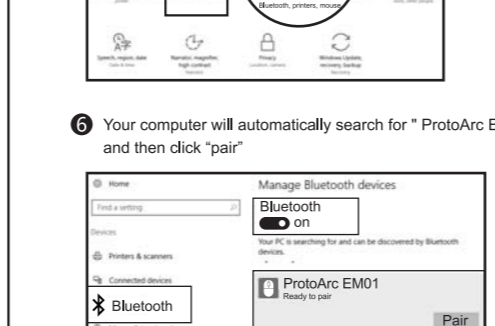 Bluetooth, printers, mouse
Speech, region, date
Narrator, magnifier,
high contrast
Privacy
Location, camera
Windows Update,
recovery, backup
Recovery
6 Your computer will automatically search for " ProtoArc E
and then click “pair”
Home
Manage Bluetooth devices
Find a setting
Bluetooth
on
Devices
Your PC is searching for and can be discovered by Bluetooth
devices.
Printers & scanners
Connected devices
ProtoArc EM01
Ready to pair
Bluetooth
Pair